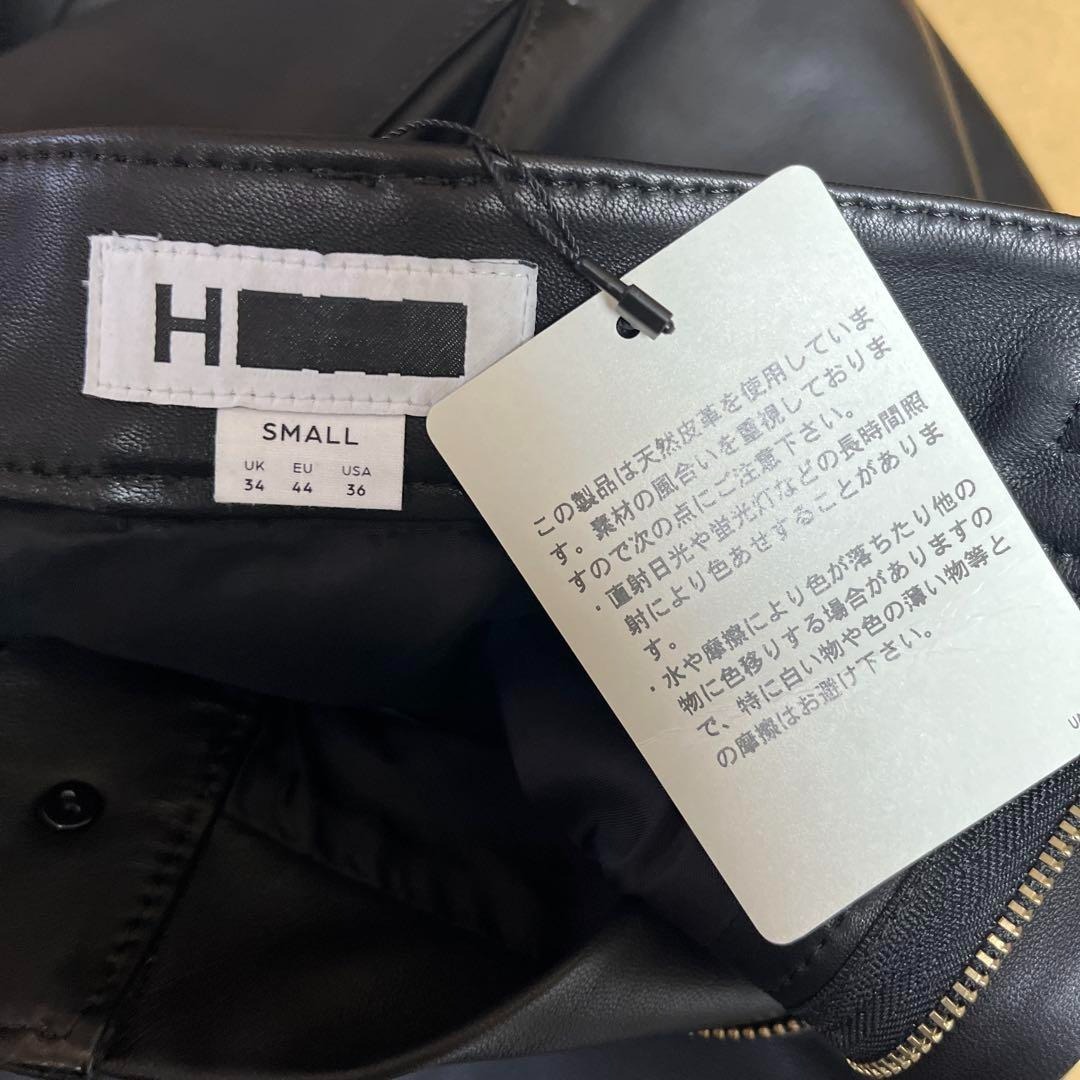 H
SMALL
UK EU USA
34 44 36
この製品は天然皮革を使用していま
す。素材の風合いを重視しておりま
すので次の点にご注意下さい。
・直射日光や蛍光灯などの長時間照
射により色あせすることがありま
す。
・水や摩擦により色が落ちたり他の
物に色移りする場合がありますの
で、特に白い物や色の薄い物等と
の摩擦はお避け下さい。
U